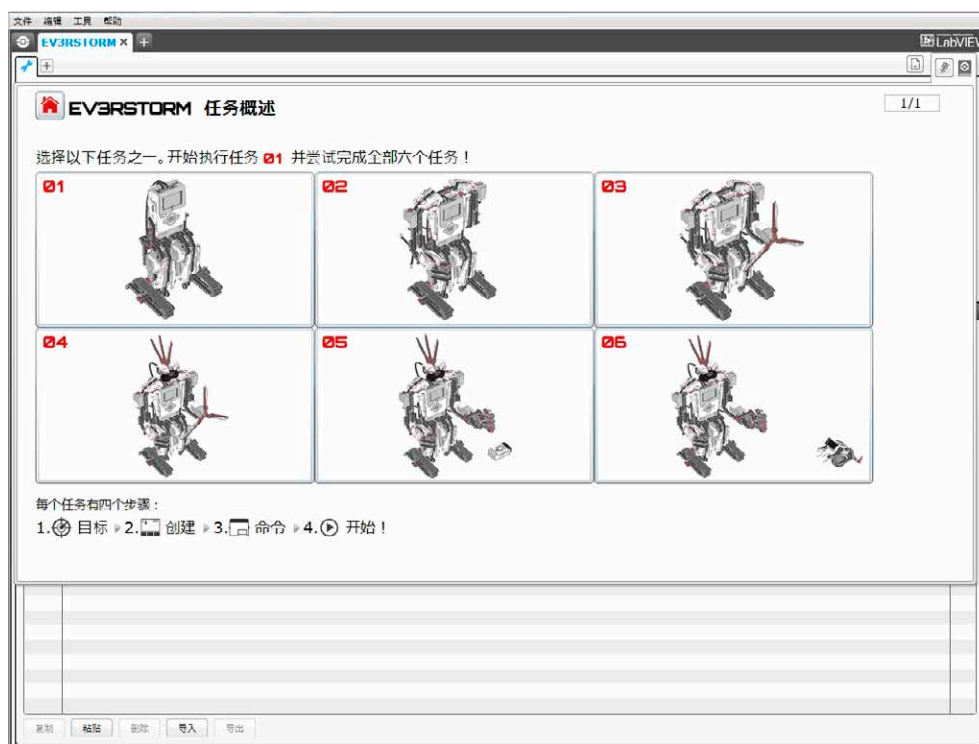 文件 编辑 工具 帮助
EV3RSTORM × +
LabVIEW
EV3RSTORM 任务概述
1/1
选择以下任务之一。开始执行任务 01 并尝试完成全部六个任务！
01
02
03
04
05
06
每个任务有四个步骤：
1. 目标 2. 创建 3. 命令 4. 开始！
复制 粘贴 删除 导入 导出